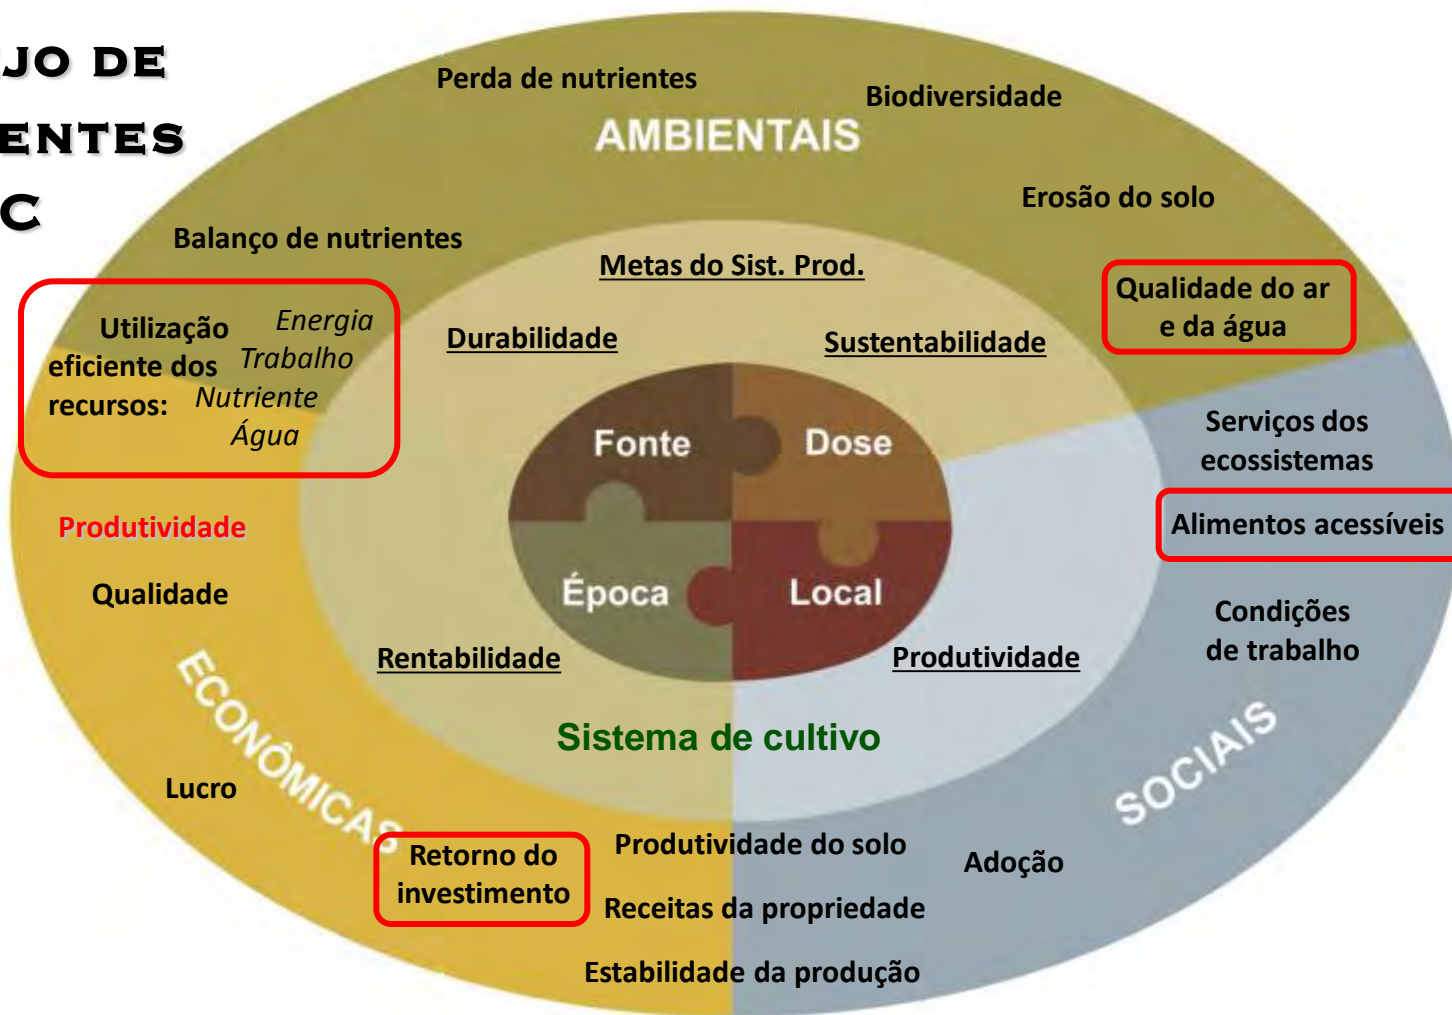 JO DE
ENTES
C
Perda de nutrientes
Biodiversidade
AMBIENTAIS
Erosão do solo
Balanço de nutrientes
Metas do Sist. Prod.
Qualidade do ar
e da água
Utilização
eficiente dos
recursos:
Energia
Trabalho
Nutriente
Água
Durabilidade
Sustentabilidade
Serviços dos
ecossistemas
Fonte
Dose
Produtividade
Alimentos acessíveis
Qualidade
Época
Local
Condições
de trabalho
Rentabilidade
Produtividade
ECONÔMICAS
Sistema de cultivo
SOCIAIS
Lucro
Retorno do
investimento
Produtividade do solo
Adoção
Receitas da propriedade
Estabilidade da produção